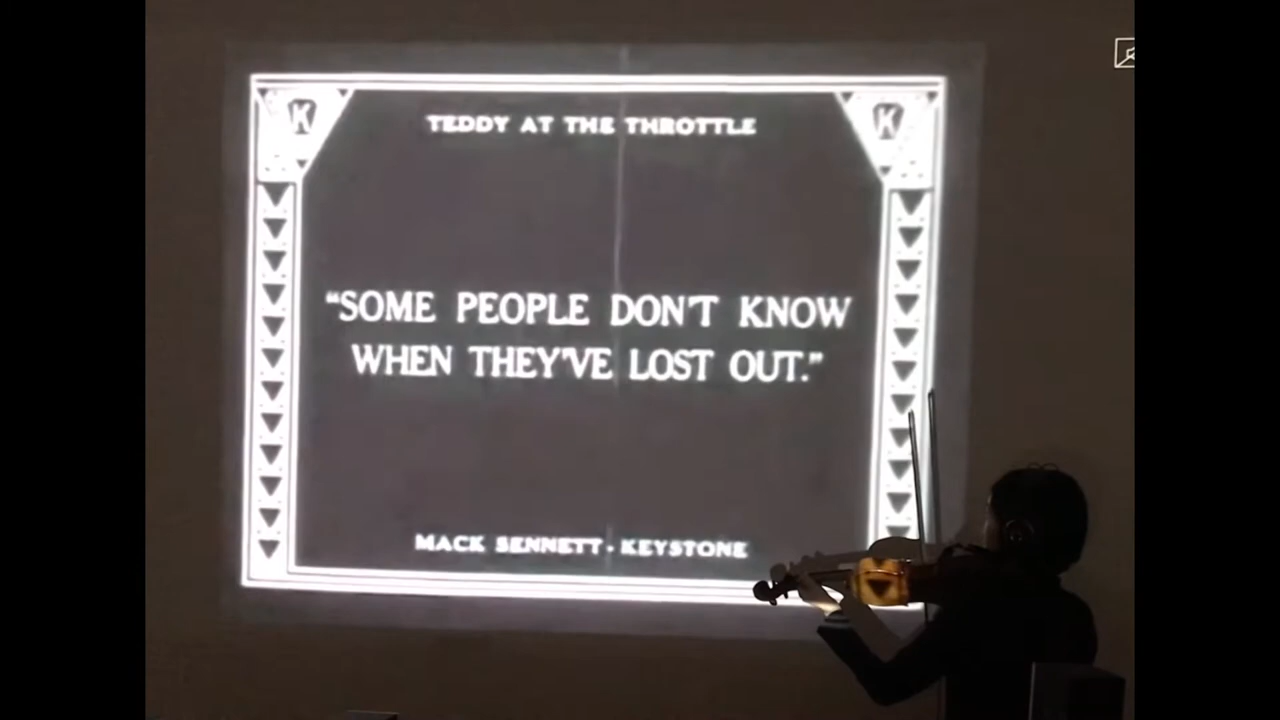 K
K
TEDDY AT THE THROTTLE
“SOME PEOPLE DON'T KNOW
WHEN THEY'VE LOST OUT.”
MACK SENNETT - KEYSTONE